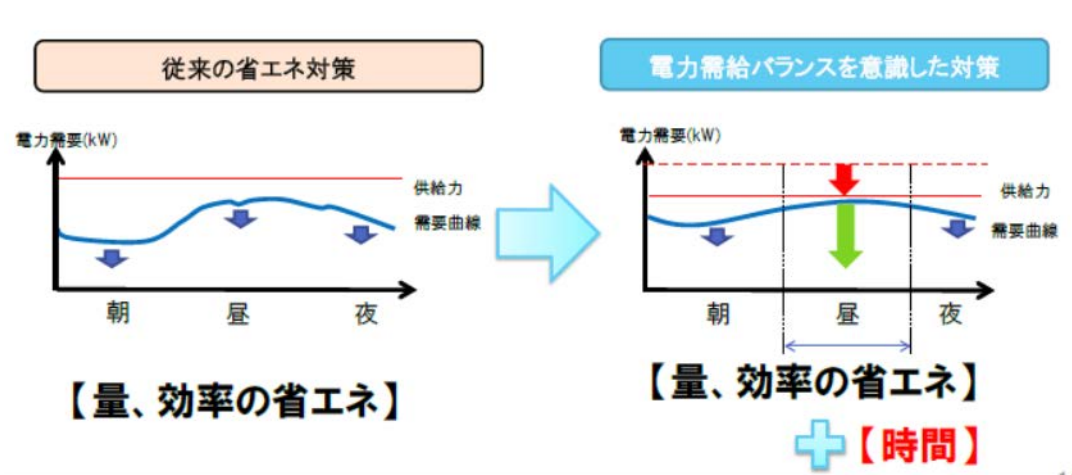 従来の省エネ対策
電力需要(kW)
供給力
需要曲線
朝
昼
夜
【量、効率の省エネ】
電力需給バランスを意識した対策
電力需要(kW)
供給力
需要曲線
朝
昼
夜
【量、効率の省エネ】
【時間】